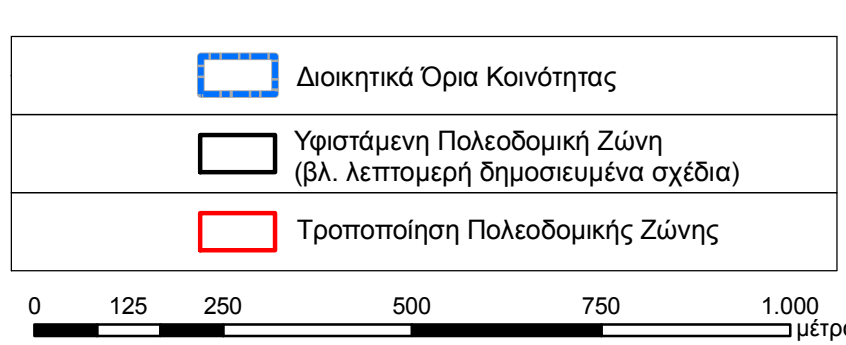 Διοικητικά Όρια Κοινότητας
Υφιστάμενη Πολεοδομική Ζώνη
(βλ. λεπτομερή δημοσιευμένα σχέδια)
Τροποποίηση Πολεοδομικής Ζώνης
0 125 250 500 750 1.000
μέτρο